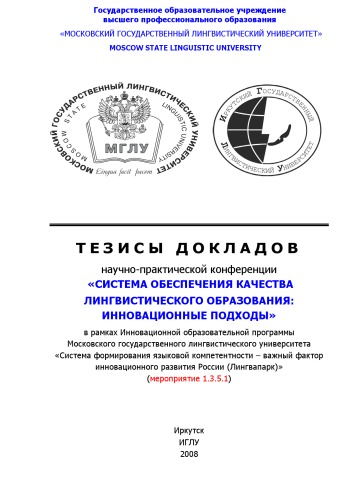 Государственное образовательное учреждение
высшего профессионального образования
«МОСКОВСКИЙ ГОСУДАРСТВЕННЫЙ ЛИНГВИСТИЧЕСКИЙ УНИВЕРСИТЕТ»
MOSCOW STATE LINGUISTIC UNIVERSITY
МОСКОВСКИЙ ГОСУДАРСТВЕННЫЙ ЛИНГВИСТИЧЕСКИЙ УНИВЕРСИТЕТ
MOSCOW STATE LINGUISTIC UNIVERSITY
МГЛУ
Lingua facit pacem
ИРКУТСКИЙ ГОСУДАРСТВЕННЫЙ
ЛИНГВИСТИЧЕСКИЙ УНИВЕРСИТЕТ
ТЕЗИСЫ ДОКЛАДОВ
научно-практической конференции
«СИСТЕМА ОБЕСПЕЧЕНИЯ КАЧЕСТВА
ЛИНГВИСТИЧЕСКОГО ОБРАЗОВАНИЯ:
ИННОВАЦИОННЫЕ ПОДХОДЫ»
в рамках Инновационной образовательной программы
Московского государственного лингвистического университета
«Система формирования языковой компетентности – важный фактор
инновационного развития России (Лингвапарк)»
(мероприятие 1.3.5.1)
Иркутск
ИГЛУ
2008